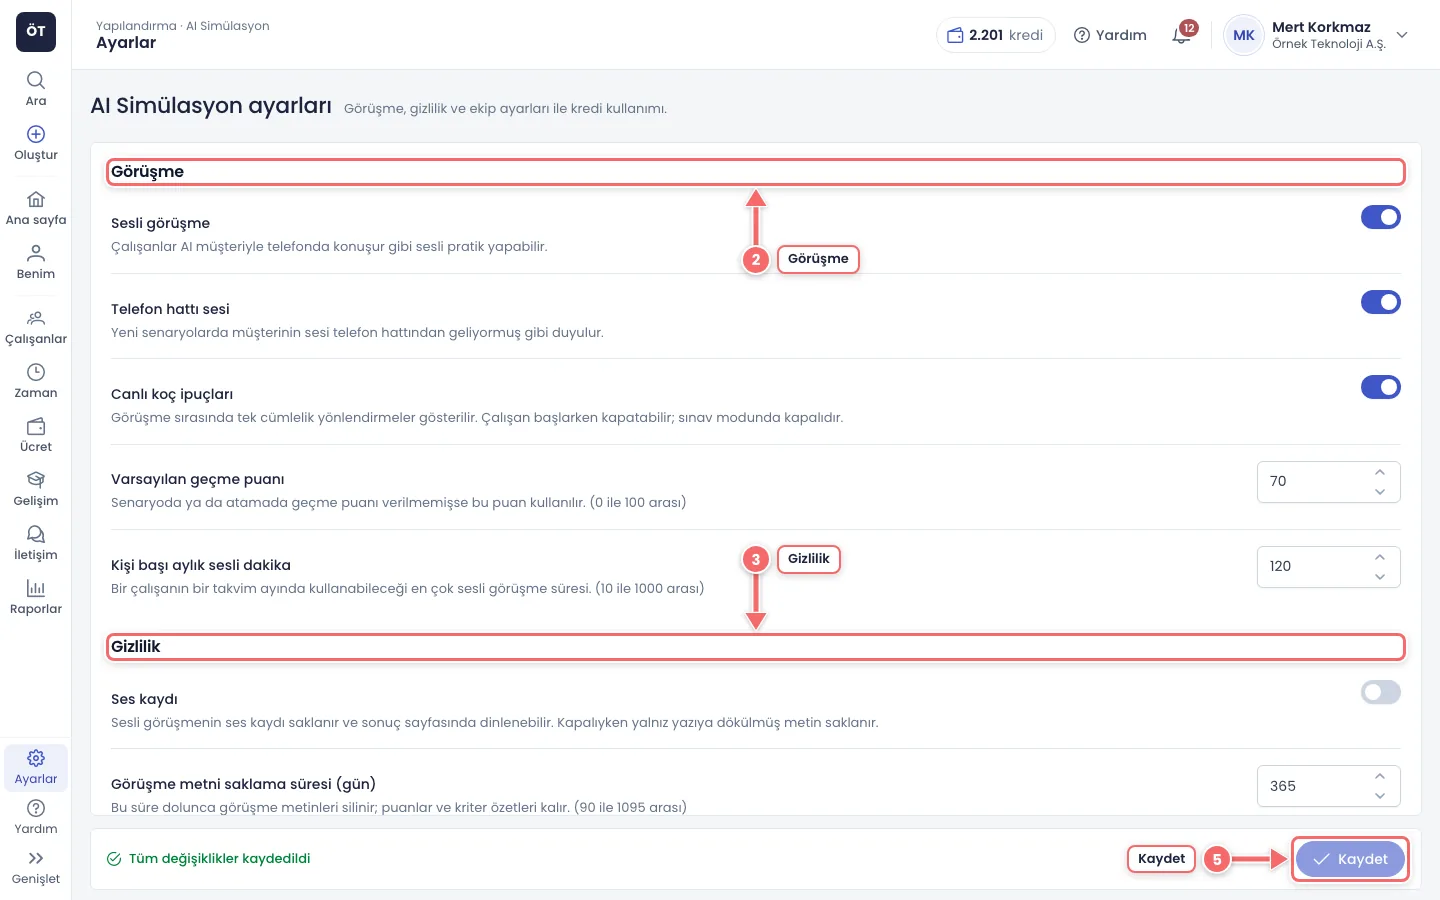 ÖT
Ara
Oluştur
Ana sayfa
Benim
Çalışanlar
Zaman
Ücret
Gelişim
İletişim
Raporlar
Ayarlar
Yardım
Genişlet
Yapılandırma · AI Simülasyon
Ayarlar
2.201 kredi
Yardım
12
MK
Mert Korkmaz
Örnek Teknoloji A.Ş.
AI Simülasyon ayarları
Görüşme, gizlilik ve ekip ayarları ile kredi kullanımı.
Görüşme
Sesli görüşme
Çalışanlar AI müşteriyle telefonda konuşur gibi sesli pratik yapabilir.
2 Görüşme
Telefon hattı sesi
Yeni senaryolarda müşterinin sesi telefon hattından geliyormuş gibi duyulur.
Canlı koç ipuçları
Görüşme sırasında tek cümlelik yönlendirmeler gösterilir. Çalışan başlarken kapatabilir; sınav modunda kapalıdır.
Varsayılan geçme puanı
Senaryoda ya da atamada geçme puanı verilmemişse bu puan kullanılır. (0 ile 100 arası)
70
3 Gizlilik
Kişi başı aylık sesli dakika
Bir çalışanın bir takvim ayında kullanabileceği en çok sesli görüşme süresi. (10 ile 1000 arası)
120
Gizlilik
Ses kaydı
Sesli görüşmenin ses kaydı saklanır ve sonuç sayfasında dinlenebilir. Kapalıyken yalnız yazıya dökülmüş metin saklanır.
Görüşme metni saklama süresi (gün)
Bu süre dolunca görüşme metinleri silinir; puanlar ve kriter özetleri kalır. (90 ile 1095 arası)
365
Tüm değişiklikler kaydedildi
Kaydet 5
Kaydet